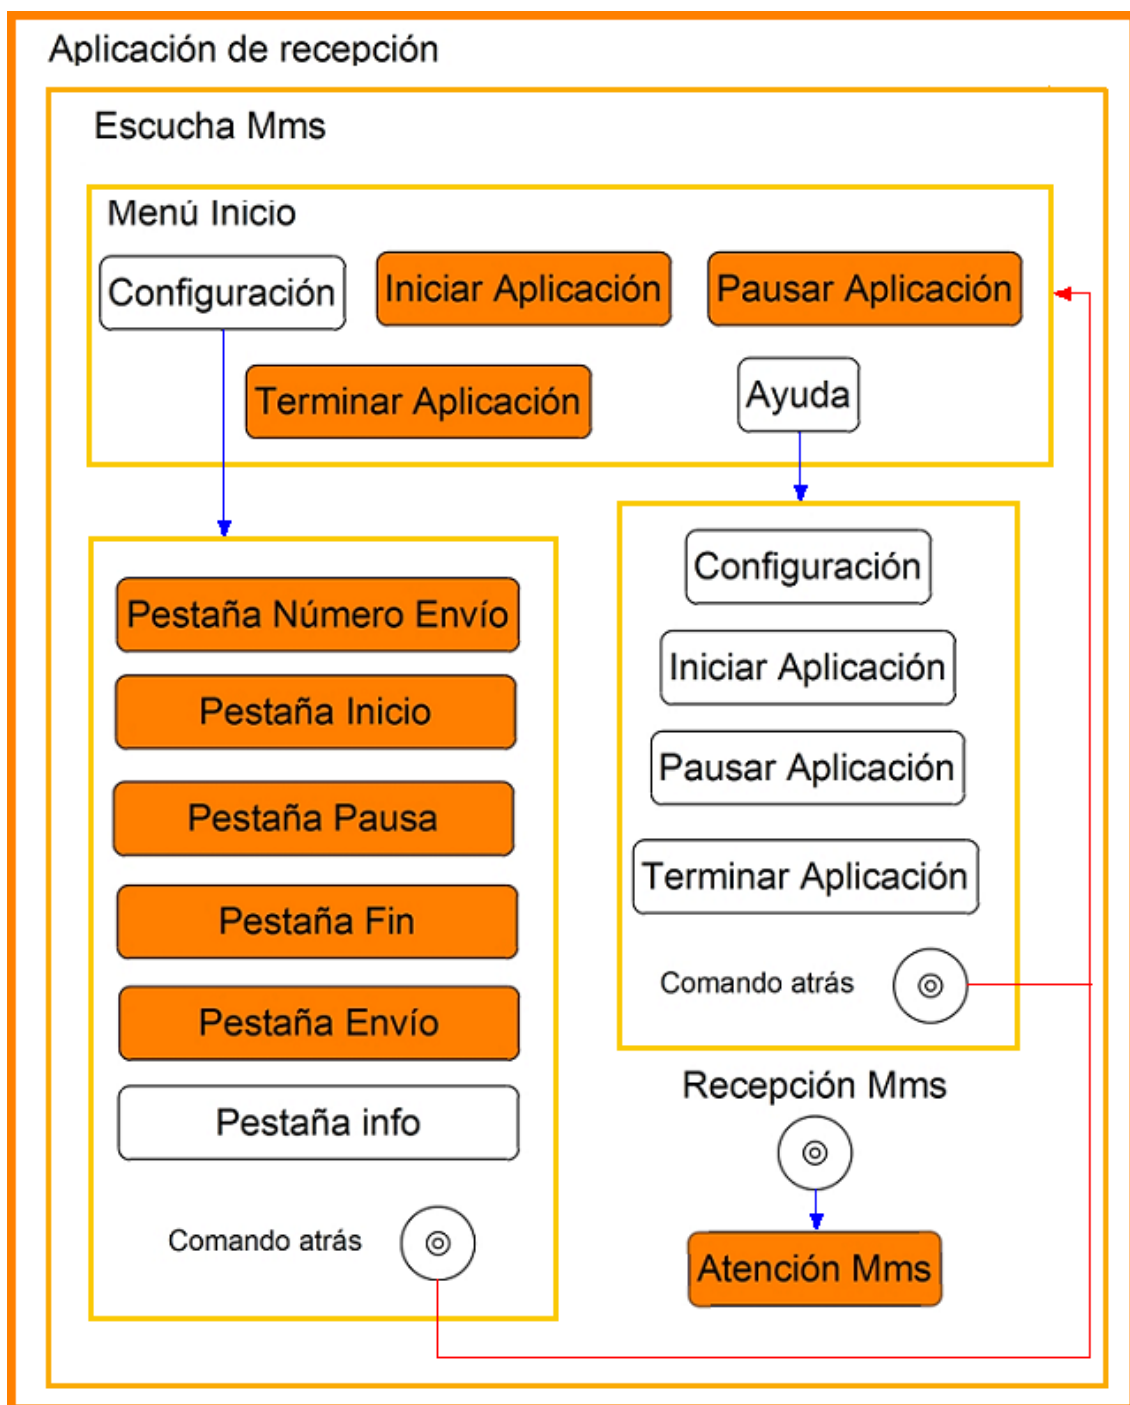 Aplicación de recepción
Escucha Mms
Menú Inicio
Configuración
Iniciar Aplicación
Pausar Aplicación
Terminar Aplicación
Ayuda
Pestaña Número Envío
Pestaña Inicio
Pestaña Pausa
Pestaña Fin
Pestaña Envío
Pestaña info
Comando atrás
Configuración
Iniciar Aplicación
Pausar Aplicación
Terminar Aplicación
Comando atrás
Recepción Mms
Atención Mms